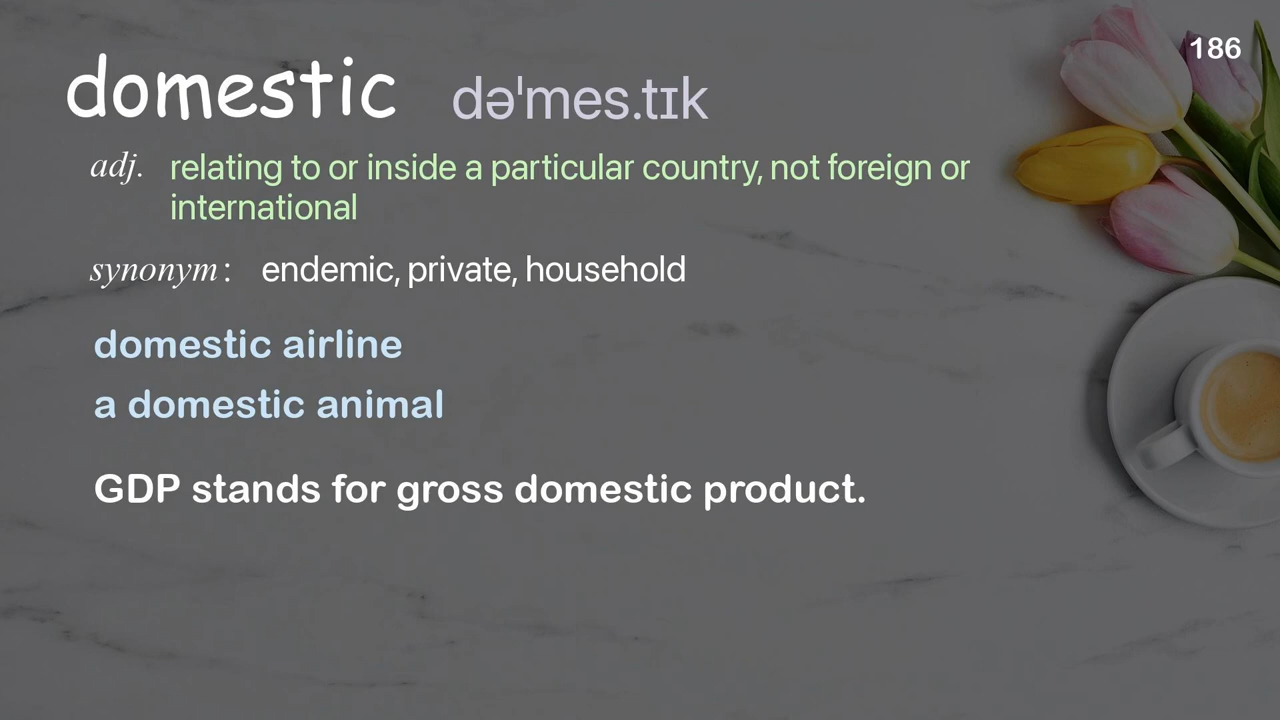 186
domestic dəˈmes.tɪk
adj. relating to or inside a particular country, not foreign or
international
synonym: endemic, private, household
domestic airline
a domestic animal
GDP stands for gross domestic product.